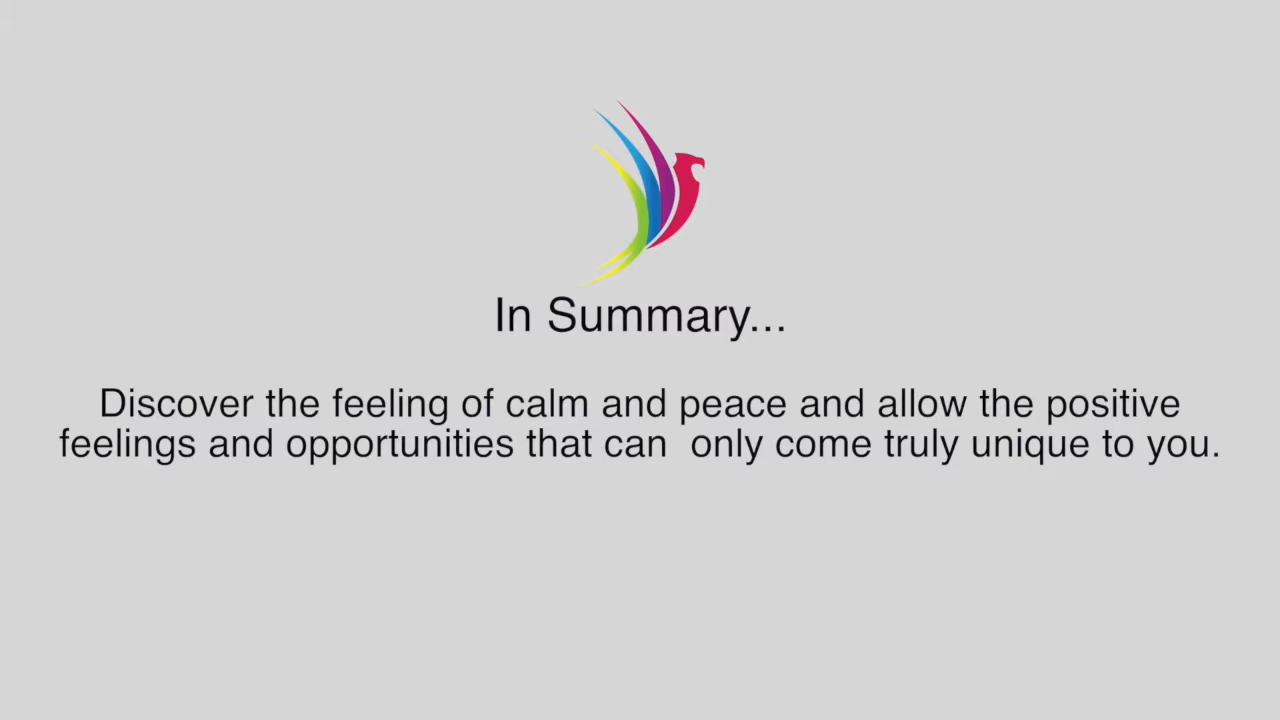 In Summary...
Discover the feeling of calm and peace and allow the positive
feelings and opportunities that can  only come truly unique to you.